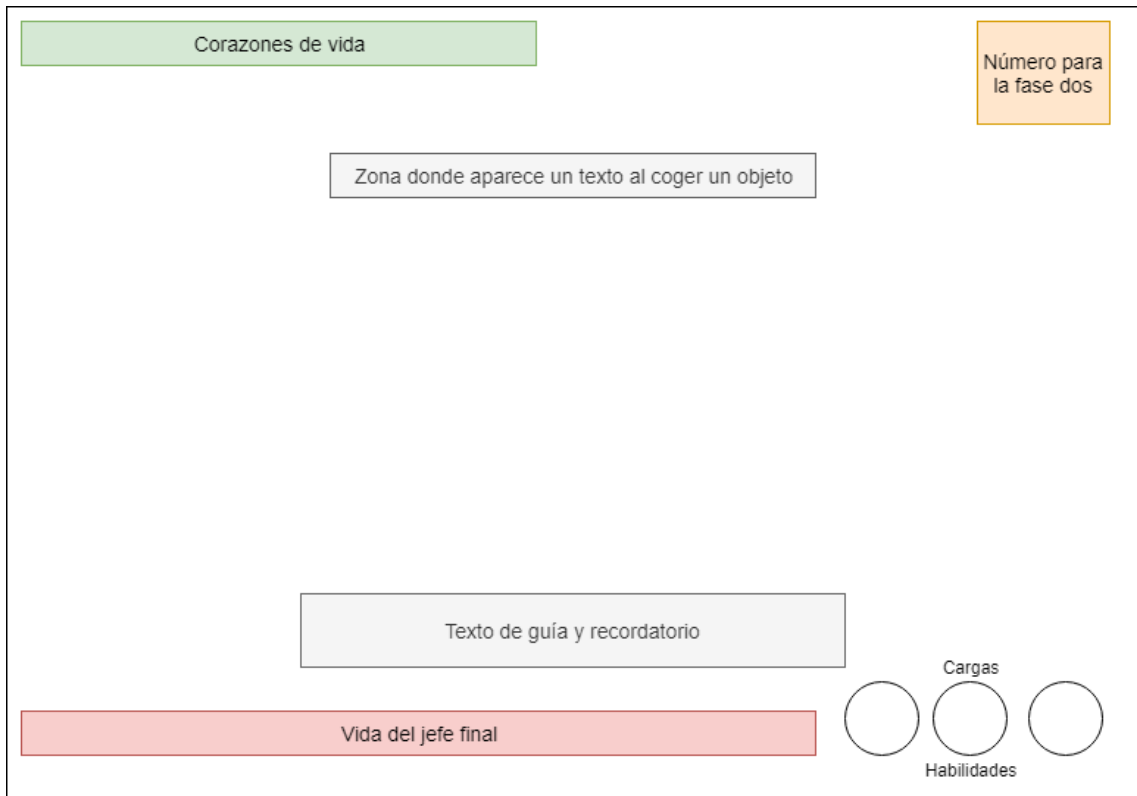 Corazones de vida
Número para
la fase dos
Zona donde aparece un texto al coger un objeto
Texto de guía y recordatorio
Cargas
Vida del jefe final
Habilidades